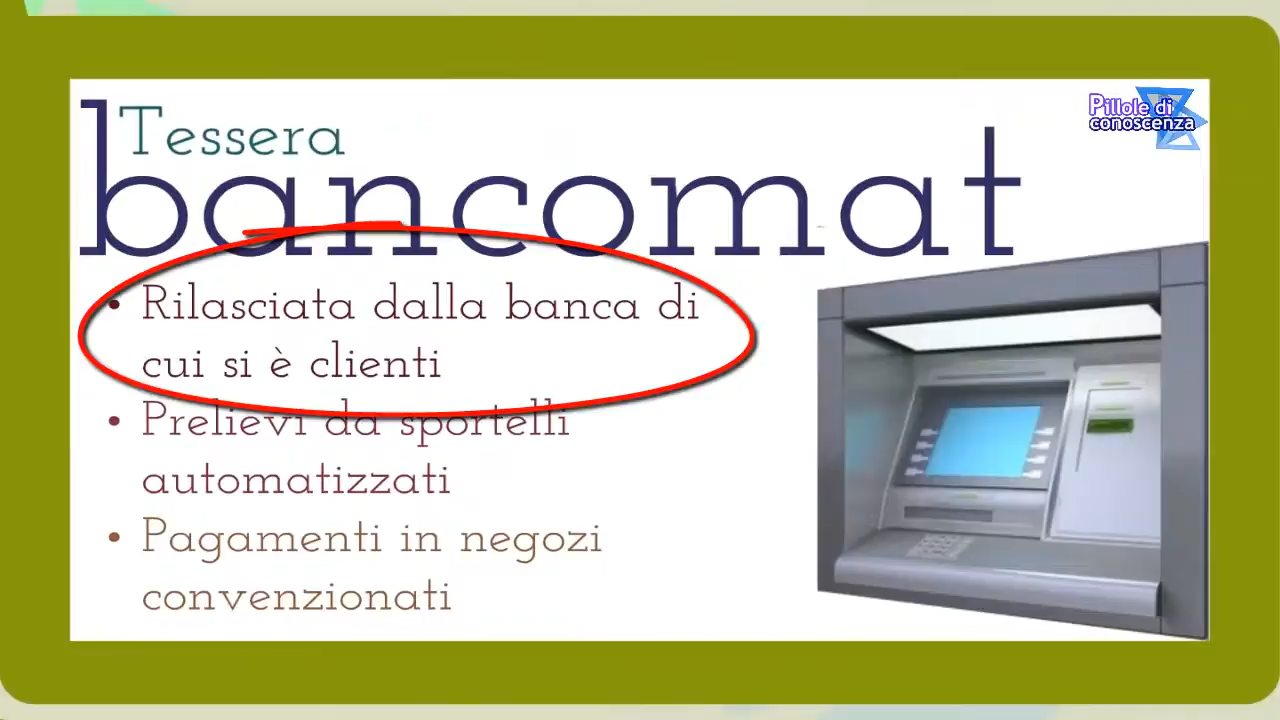 Tessera
bancomat
• Rilasciata dalla banca di
cui si è clienti
• Prelievi da sportelli
automatizzati
• Pagamenti in negozi
convenzionati
Pillole di
conoscenza